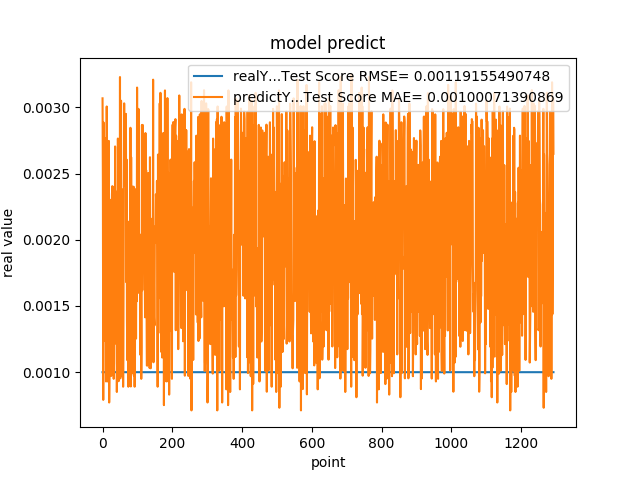 model predict
realY...Test Score RMSE= 0.00119155490748
predictY...Test Score MAE= 0.00100071390869
0.0030
0.0025
0.0020
0.0015
0.0010
real value
0 200 400 600 800 1000 1200
point